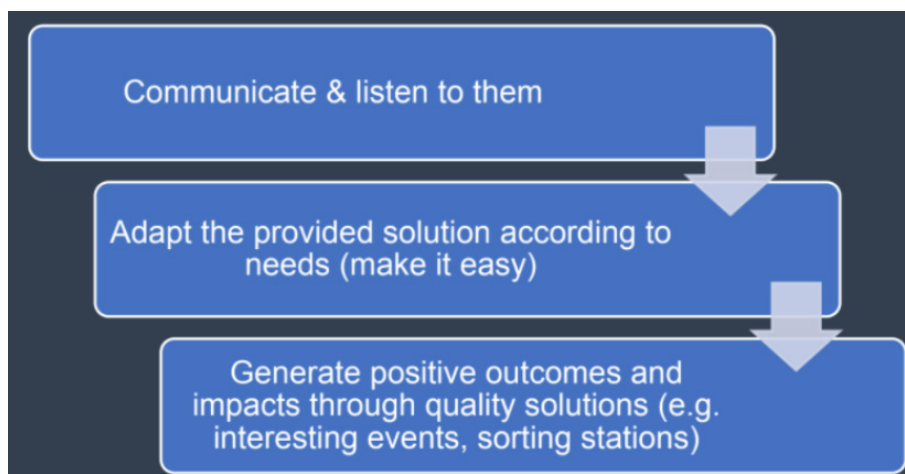 Communicate & listen to them
Adapt the provided solution according to
needs (make it easy)
Generate positive outcomes and
impacts through quality solutions (e.g.
interesting events, sorting stations)